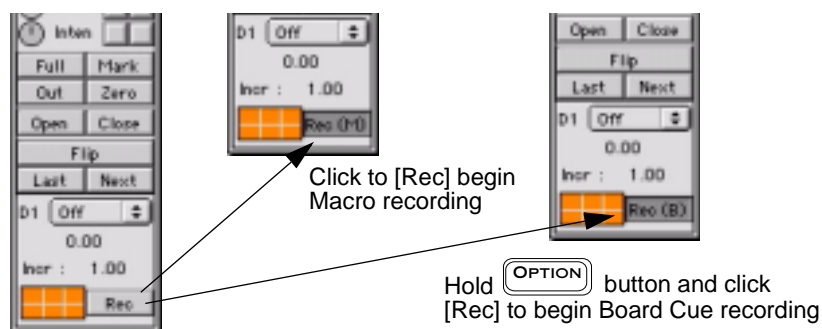 Inten
Full Mark
Out Zero
Open Close
Flip
Last Next
D1 Off
0.00
Incr : 1.00
Rec
D1 Off
0.00
Incr : 1.00
Rec (M)
Click to [Rec] begin
Macro recording
Open Close
Flip
Last Next
D1 Off
0.00
Incr : 1.00
Rec (B)
Hold OPTION button and click
[Rec] to begin Board Cue recording